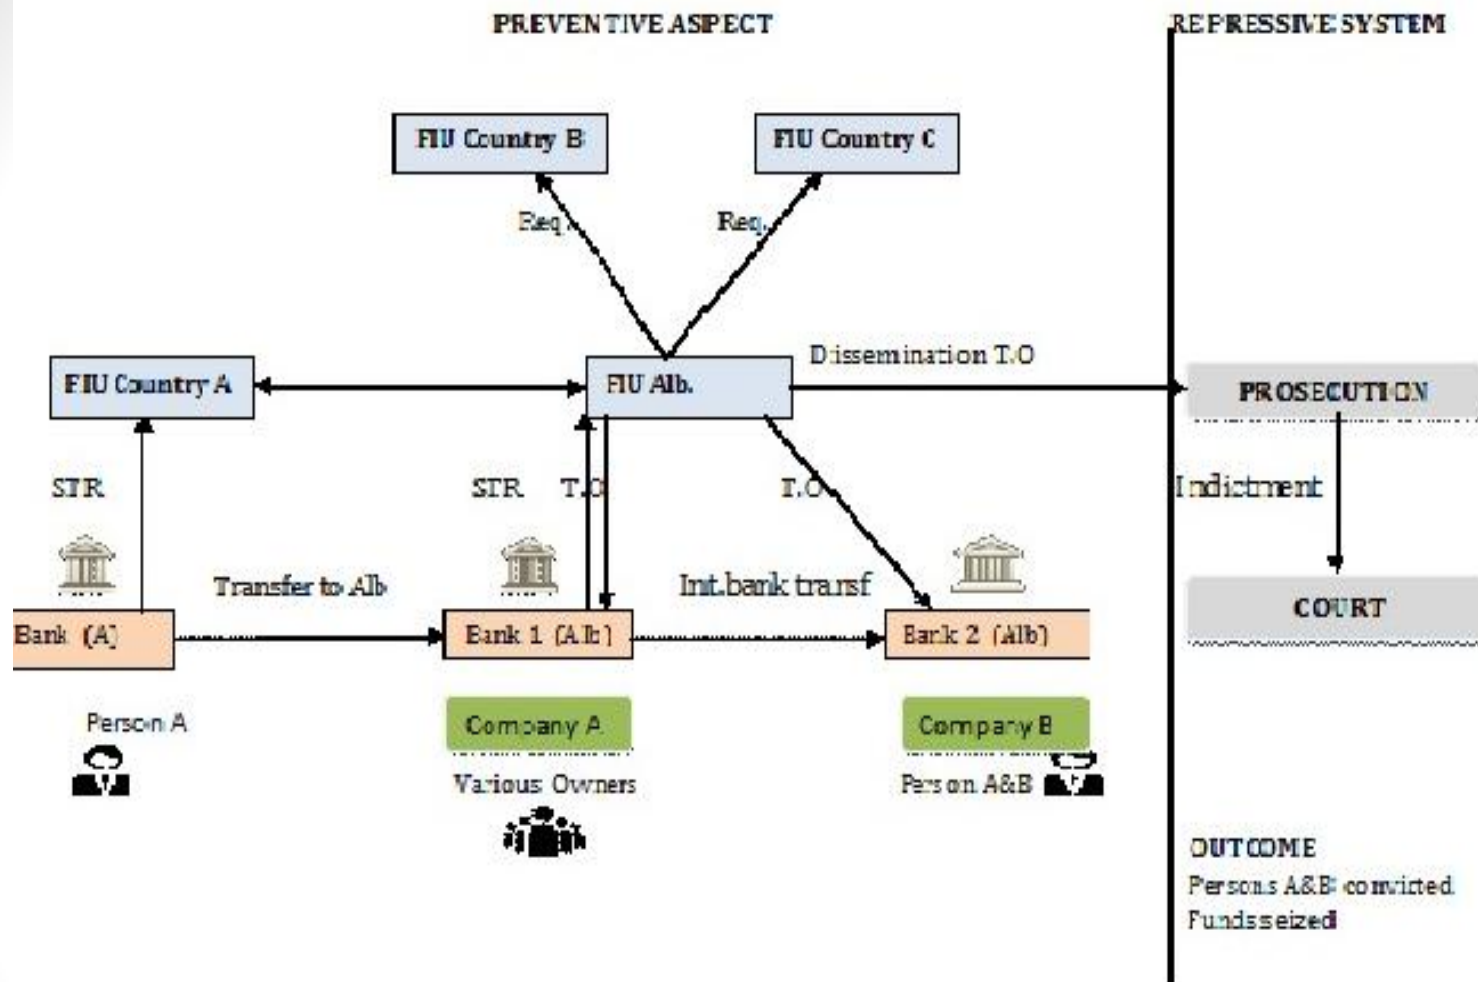 PREVENTIVE ASPECT
REPRESSIVE SYSTEM
FIU Country B
FIU Country C
Req.
Req.
Dissemination T.O
FIU Country A
FIU Alb.
PROSECUTION
STR
STR
T.O
T.O
Indictment
Transfer to Alb
Int.bank transf
Bank (A)
Bank 1 (Alb)
Bank 2 (Alb)
COURT
Person A
Company A
Company B
Various Owners
Person A&B
OUTCOME
Persons A&B convicted
Funds seized